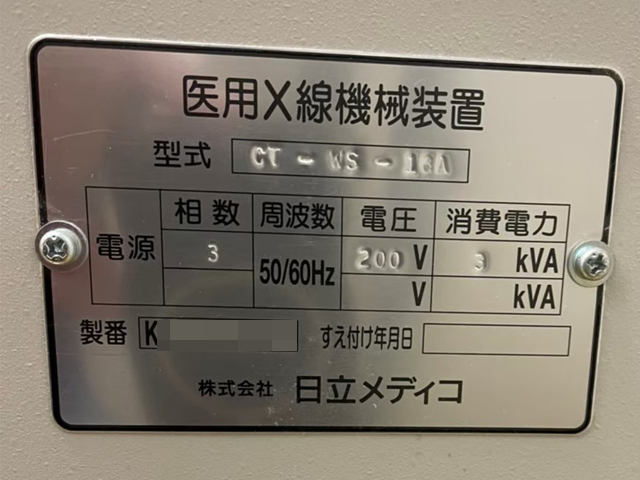 医用X線機械装置
型式 CT-WS-16A
電源 相数 周波数 電圧 消費電力
3 50/60Hz 200 V 3 kVA
V kVA
製番 K すえ付け年月日
株式会社 日立メディコ